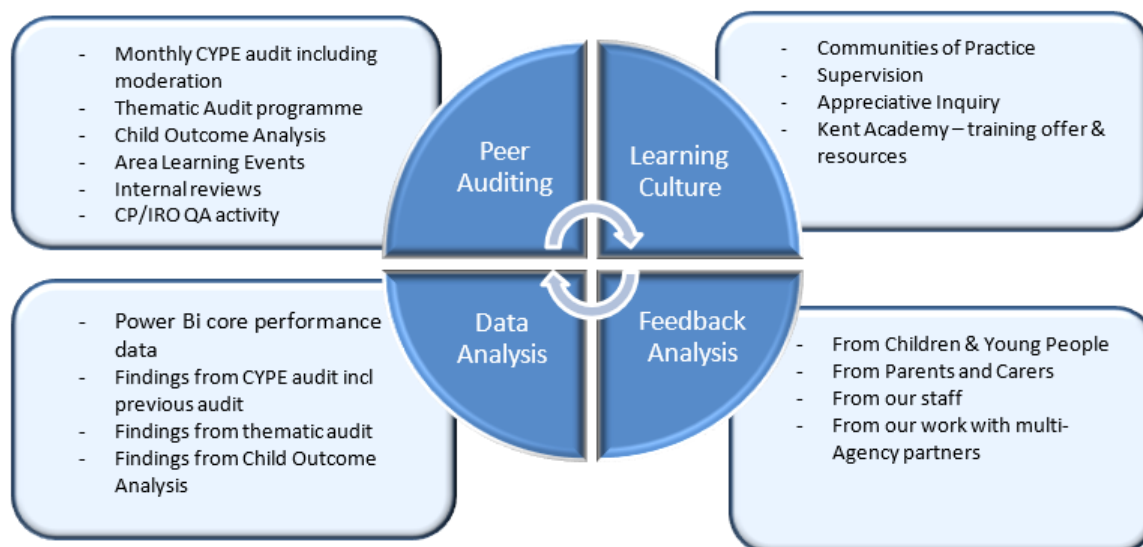 - Monthly CYPE audit including
moderation
- Thematic Audit programme
- Child Outcome Analysis
- Area Learning Events
- Internal reviews
- CP/IRO QA activity
Peer
Auditing
Learning
Culture
- Communities of Practice
- Supervision
- Appreciative Inquiry
- Kent Academy – training offer &
resources
- Power Bi core performance
data
- Findings from CYPE audit incl
previous audit
- Findings from thematic audit
- Findings from Child Outcome
Analysis
Data
Analysis
Feedback
Analysis
- From Children & Young People
- From Parents and Carers
- From our staff
- From our work with multi-
Agency partners